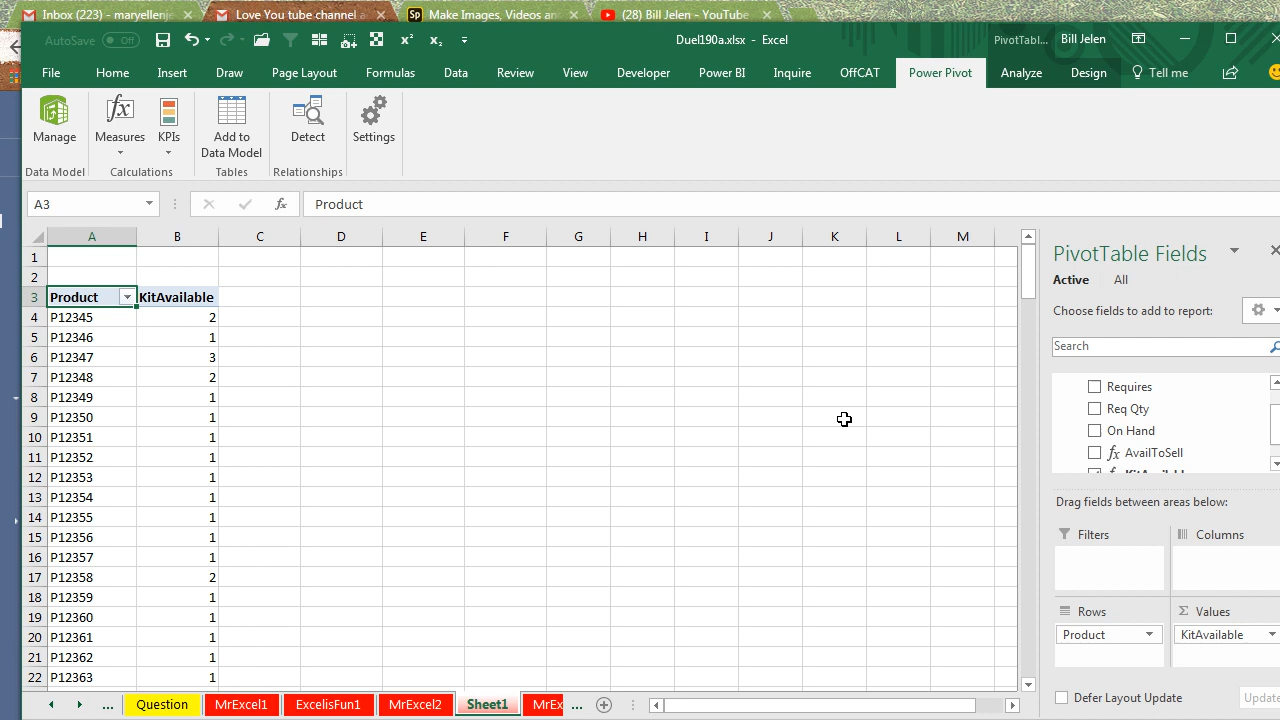 Inbox (223) - maryellenje
Love You tube channel a
Make Images, Videos and
(28) Bill Jelen - YouTube
AutoSave Off
Duel190a.xlsx - Excel
PivotTabl...
Bill Jelen
File Home Insert Draw Page Layout Formulas Data Review View Developer Power BI Inquire OffCAT Power Pivot Analyze Design Tell me
Manage
Measures
KPIs
Add to
Data Model
Detect
Settings
Data Model
Calculations
Tables
Relationships
A3
fx
Product
A B C D E F G H I J K L M
1
2
3 Product KitAvailable
4 P12345 2
5 P12346 1
6 P12347 3
7 P12348 2
8 P12349 1
9 P12350 1
10 P12351 1
11 P12352 1
12 P12353 1
13 P12354 1
14 P12355 1
15 P12356 1
16 P12357 1
17 P12358 2
18 P12359 1
19 P12360 1
20 P12361 1
21 P12362 1
22 P12363 1
PivotTable Fields
Active All
Choose fields to add to report:
Search
Requires
Req Qty
On Hand
fx AvailToSell
fx KitAvailable
Drag fields between areas below:
Filters
Columns
Rows
Σ Values
Product
KitAvailable
Defer Layout Update
Update
... Question MrExcel1 ExcelisFun1 MrExcel2 Sheet1 MrEx ...